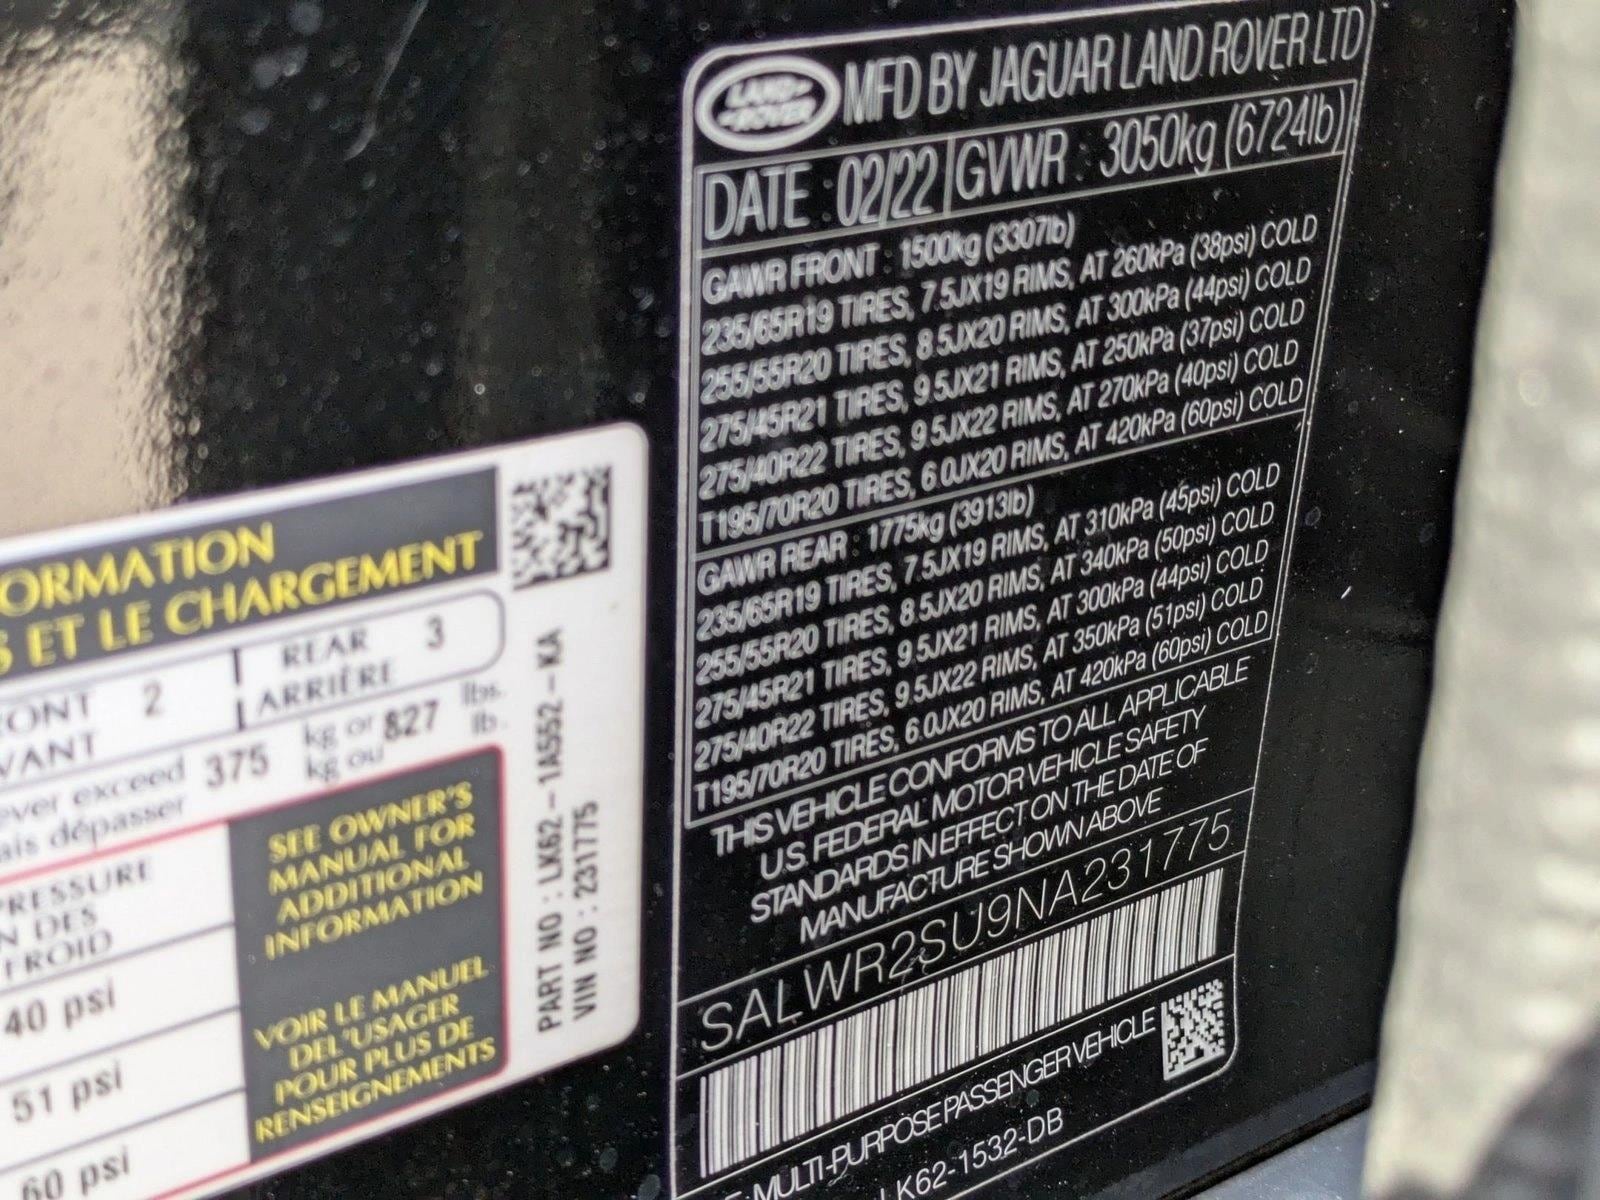 ORMATION
S ET LE CHARGEMENT
REAR 3
ARRIÈRE
2
VANT
kg or 827 lbs.
375 kg ou lb.
ever exceed
ais dépasser
SEE OWNER'S
MANUAL FOR
ADDITIONAL
INFORMATION
VOIR LE MANUEL
DEL'USAGER
POUR PLUS DE
RENSEIGNEMENTS
PRESSURE
N DES
FROID
40 psi
51 psi
60 psi
PART NO : LK62-1A552-KA
VIN NO : 231775
LAND ROVER
MFD BY JAGUAR LAND ROVER LTD
DATE : 02/22 GVWR : 3050kg (6724lb)
GAWR FRONT : 1500kg (3307lb)
235/65R19 TIRES, 7.5JX19 RIMS, AT 260kPa (38psi) COLD
255/55R20 TIRES, 8.5JX20 RIMS, AT 300kPa (44psi) COLD
275/45R21 TIRES, 9.5JX21 RIMS, AT 250kPa (37psi) COLD
275/40R22 TIRES, 9.5JX22 RIMS, AT 270kPa (40psi) COLD
T195/70R20 TIRES, 6.0JX20 RIMS, AT 420kPa (60psi) COLD
GAWR REAR : 1775kg (3913lb)
235/65R19 TIRES, 7.5JX19 RIMS, AT 310kPa (45psi) COLD
255/55R20 TIRES, 8.5JX20 RIMS, AT 340kPa (50psi) COLD
275/45R21 TIRES, 9.5JX21 RIMS, AT 300kPa (44psi) COLD
275/40R22 TIRES, 9.5JX22 RIMS, AT 350kPa (51psi) COLD
T195/70R20 TIRES, 6.0JX20 RIMS, AT 420kPa (60psi) COLD
THIS VEHICLE CONFORMS TO ALL APPLICABLE
U.S. FEDERAL MOTOR VEHICLE SAFETY
STANDARDS IN EFFECT ON THE DATE OF
MANUFACTURE SHOWN ABOVE
SALWR2SU9NA231775
E : MULTI-PURPOSE PASSENGER VEHICLE
LK62-1532-DB